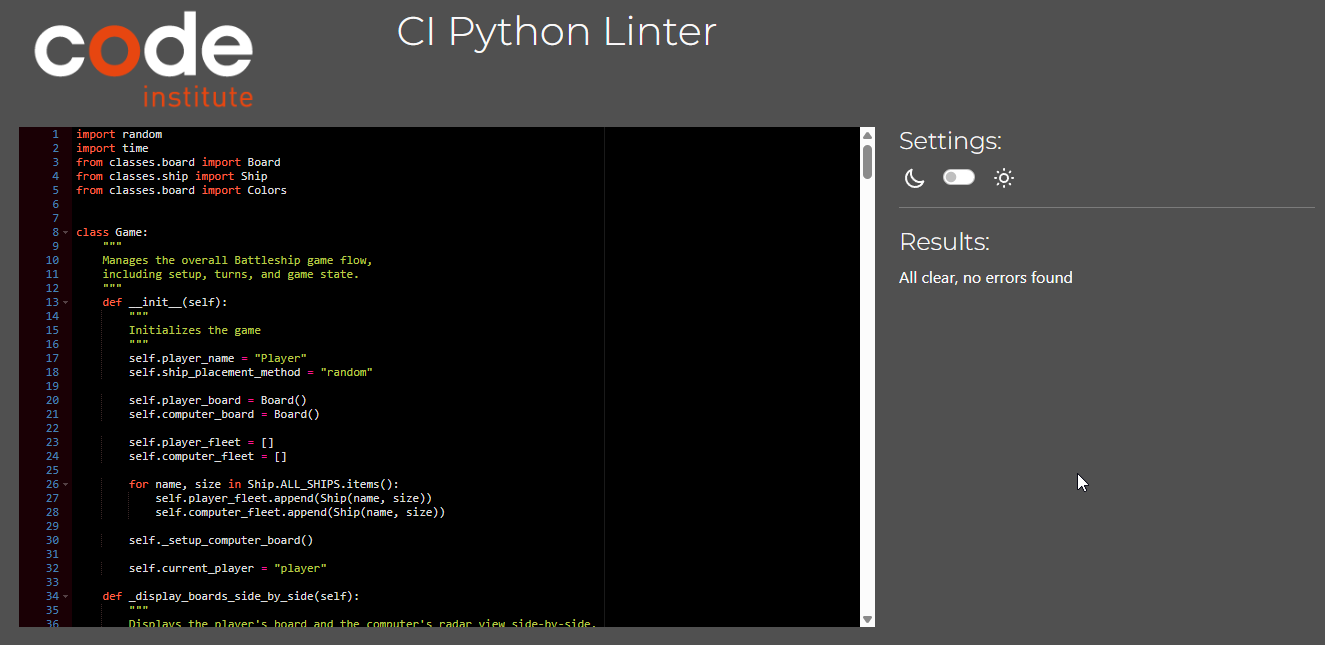 code
institute
CI Python Linter
1 import random
2 import time
3 from classes.board import Board
4 from classes.ship import Ship
5 from classes.board import Colors
6
7
8 class Game:
9 """
10 Manages the overall Battleship game flow,
11 including setup, turns, and game state.
12 """
13 def __init__(self):
14 """
15 Initializes the game
16 """
17 self.player_name = "Player"
18 self.ship_placement_method = "random"
19
20 self.player_board = Board()
21 self.computer_board = Board()
22
23 self.player_fleet = []
24 self.computer_fleet = []
25
26 for name, size in Ship.ALL_SHIPS.items():
27 self.player_fleet.append(Ship(name, size))
28 self.computer_fleet.append(Ship(name, size))
29
30 self._setup_computer_board()
31
32 self.current_player = "player"
33
34 def _display_boards_side_by_side(self):
35 """
36 Displays the player's board and the computer's radar view side-by-side.
Settings:
Results:
All clear, no errors found